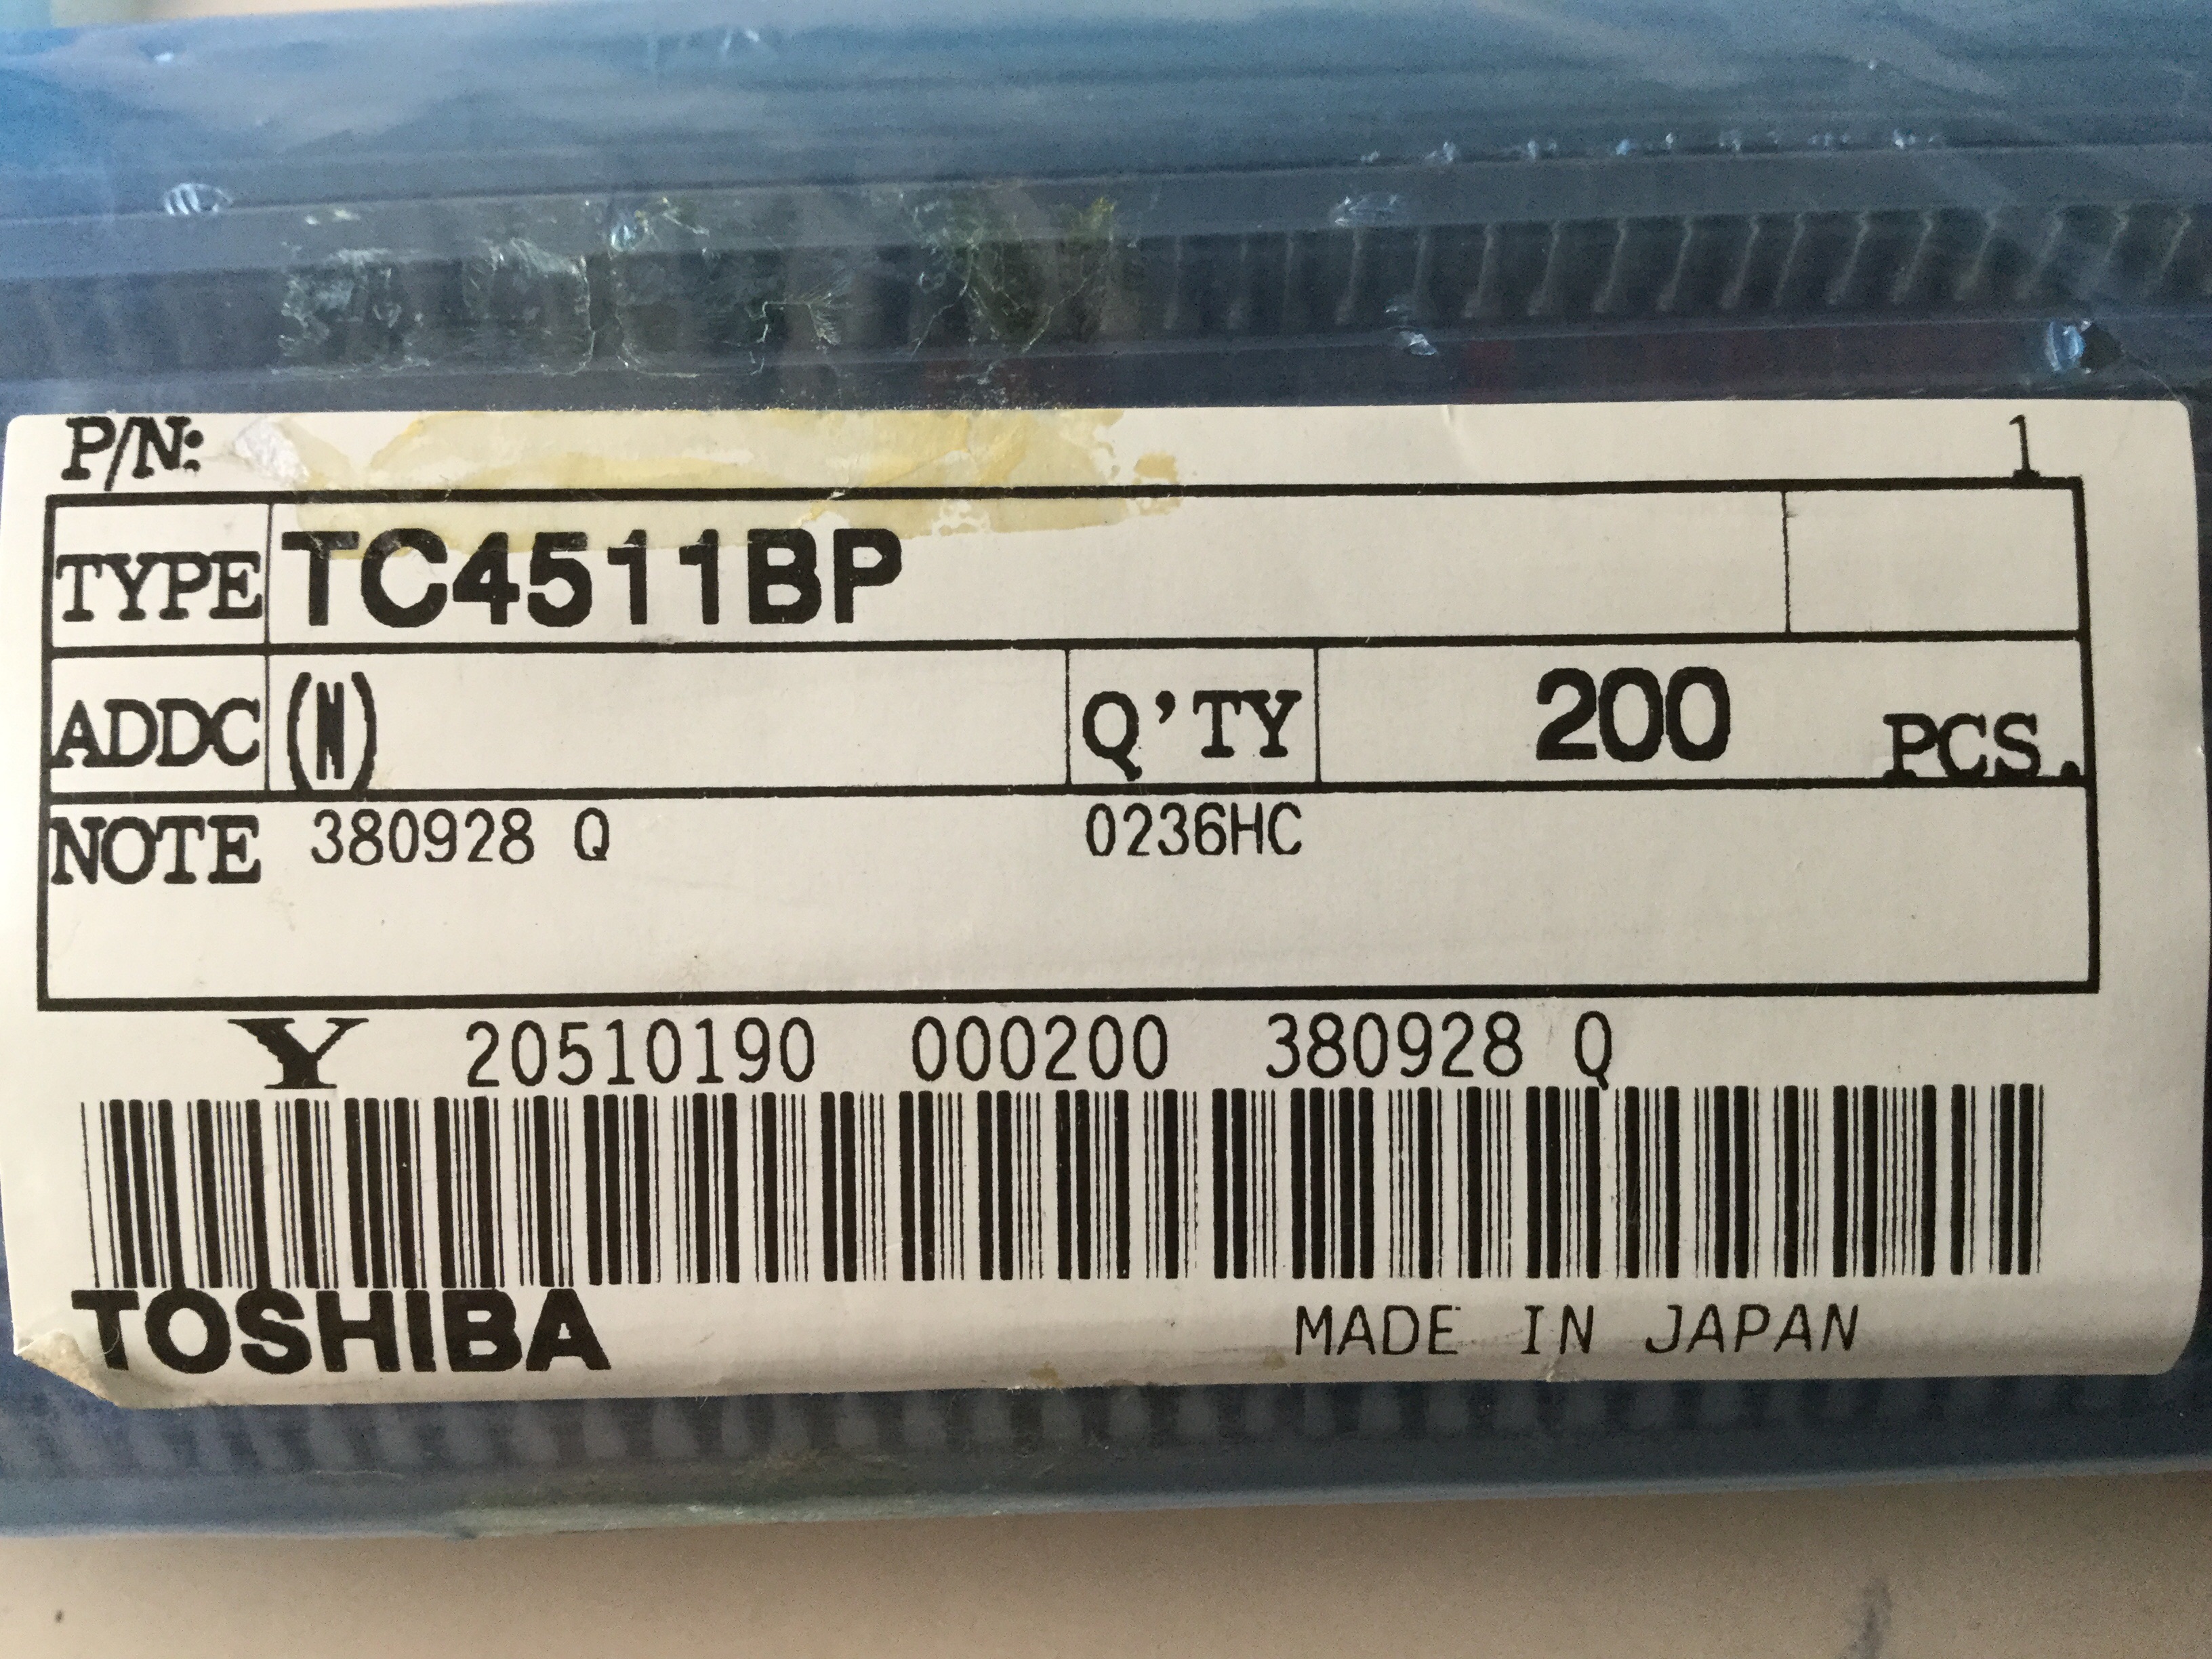 P/N: 1
TYPE TC4511BP
ADDC (N) Q'TY 200 PCS.
NOTE 380928 Q 0236HC
Y 20510190 000200 380928 Q
TOSHIBA MADE IN JAPAN